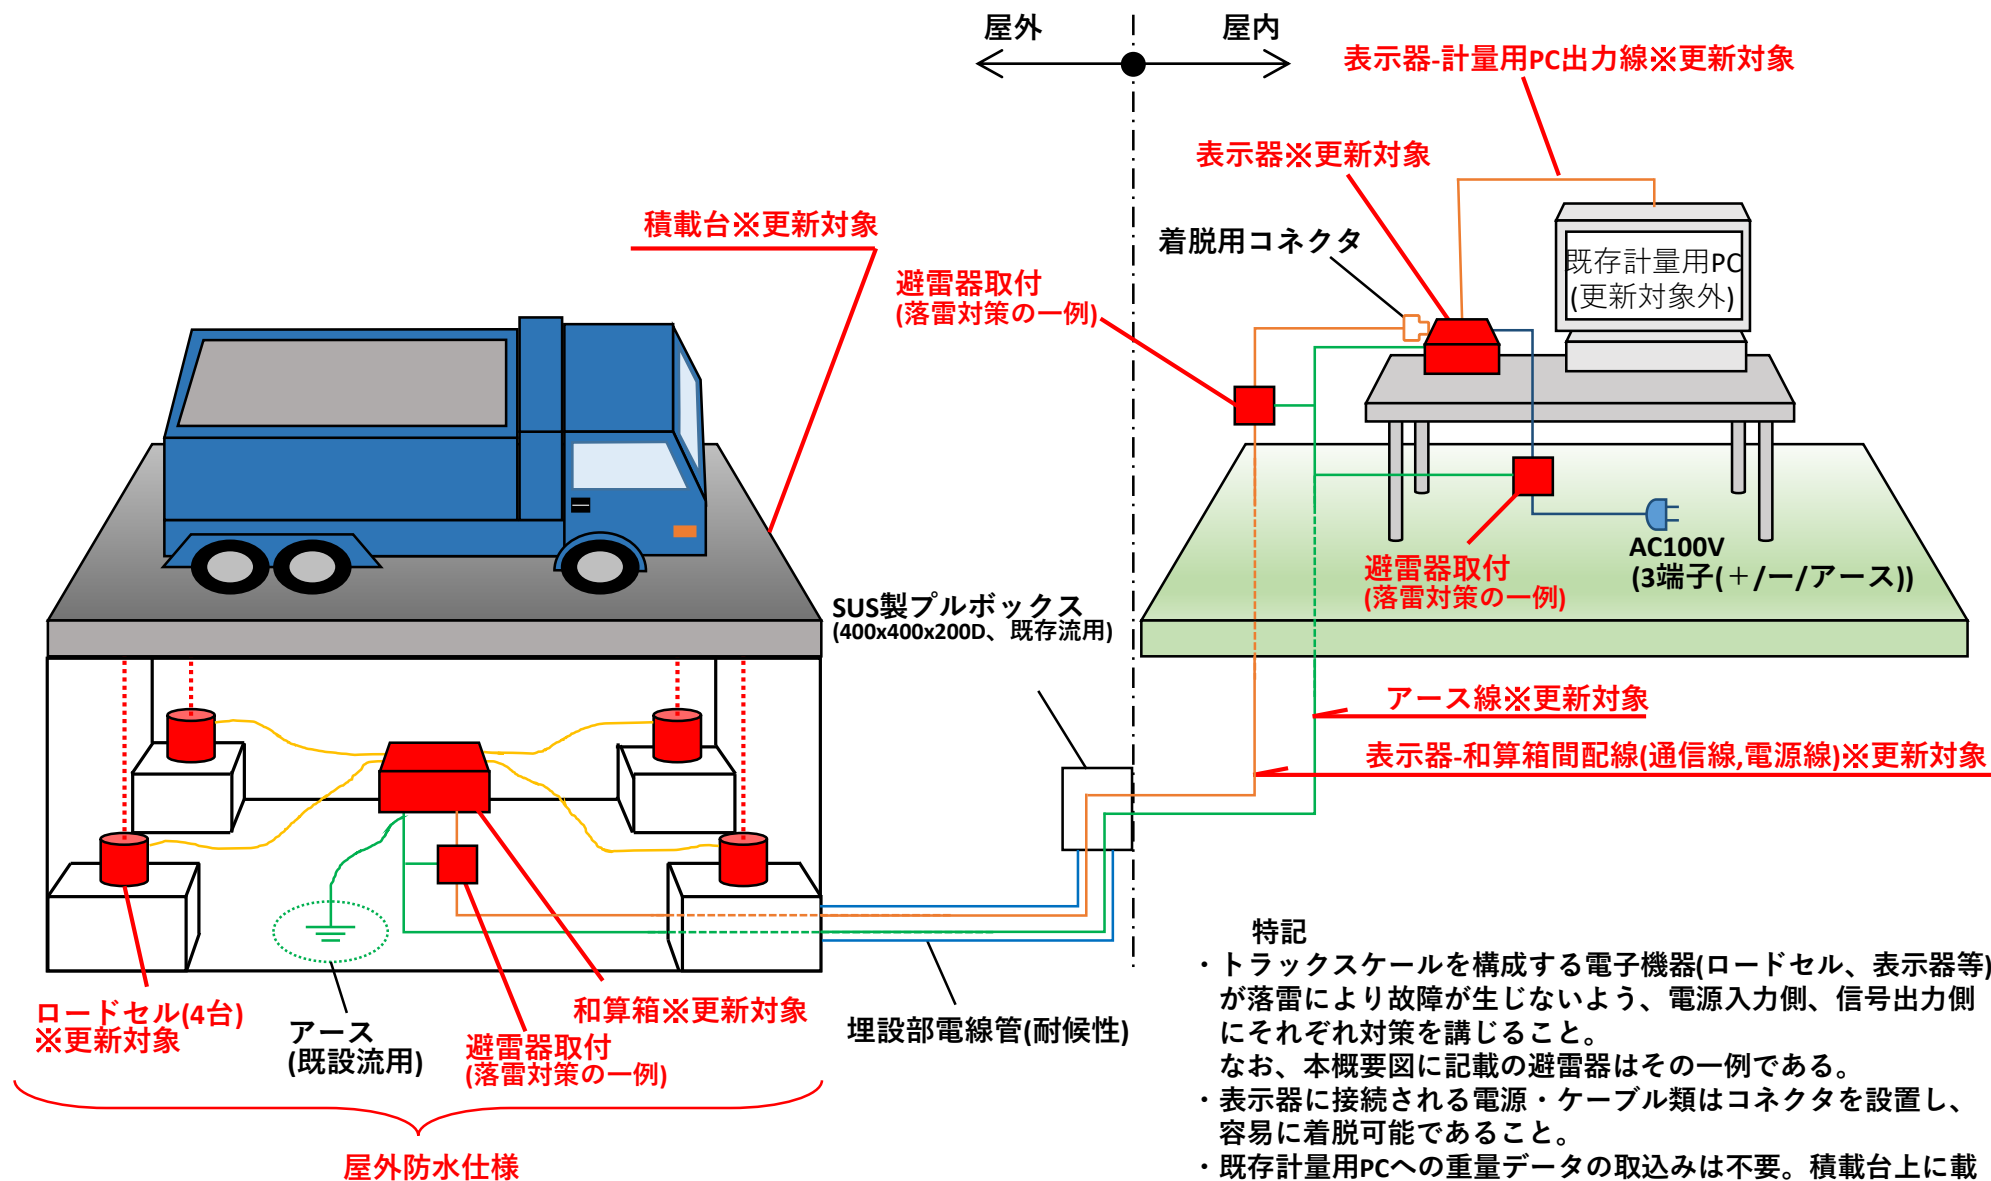 屋外
屋内
表示器-計量用PC出力線※更新対象
表示器※更新対象
積載台※更新対象
着脱用コネクタ
避雷器取付
(落雷対策の一例)
既存計量用PC
(更新対象外)
AC100V
(3端子(＋/ー/アース))
避雷器取付
(落雷対策の一例)
SUS製プルボックス
(400x400x200D、既存流用)
アース線※更新対象
表示器-和算箱間配線(通信線,電源線)※更新対象
ロードセル(4台)
※更新対象
アース
(既設流用)
避雷器取付
(落雷対策の一例)
和算箱※更新対象
埋設部電線管(耐候性)
屋外防水仕様
特記
・トラックスケールを構成する電子機器(ロードセル、表示器等)
が落雷により故障が生じないよう、電源入力側、信号出力側
にそれぞれ対策を講じること。
なお、本概要図に記載の避雷器はその一例である。
・表示器に接続される電源・ケーブル類はコネクタを設置し、
容易に着脱可能であること。
・既存計量用PCへの重量データの取込みは不要。積載台上に載